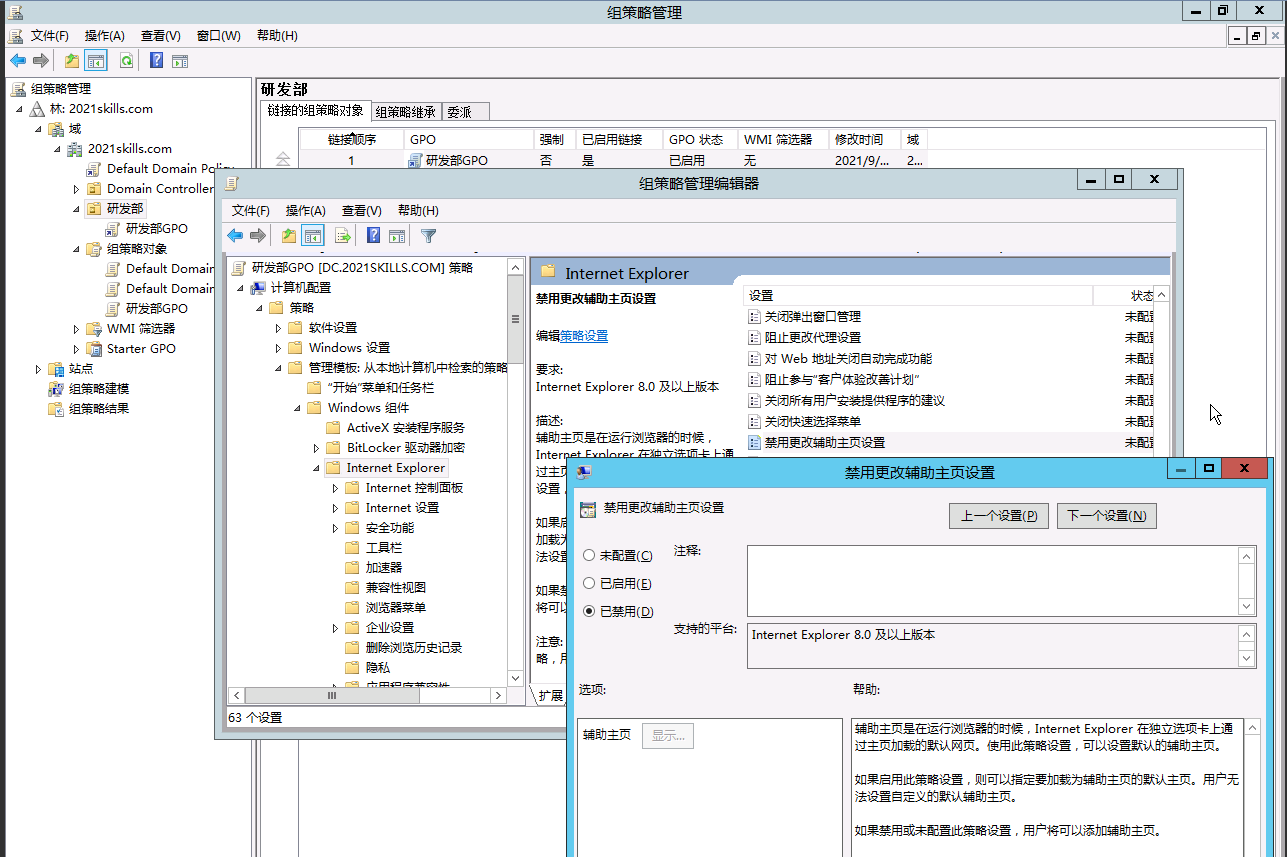 组策略管理
文件(F) 操作(A) 查看(V) 窗口(W) 帮助(H)
组策略管理
林: 2021skills.com
域
2021skills.com
Default Domain Policy
Domain Controller
研发部
研发部GPO
组策略对象
Default Domain
Default Domain
研发部GPO
WMI 筛选器
Starter GPO
站点
组策略建模
组策略结果
研发部
链接的组策略对象 组策略继承 委派
链接顺序 GPO 强制 已启用链接 GPO 状态 WMI 筛选器 修改时间 域
1 研发部GPO 否 是 已启用 无 2021/9/... 2...
组策略管理编辑器
文件(F) 操作(A) 查看(V) 帮助(H)
研发部GPO [DC.2021SKILLS.COM] 策略
计算机配置
策略
软件设置
Windows 设置
管理模板: 从本地计算机中检索的策略
“开始”菜单和任务栏
Windows 组件
ActiveX 安装程序服务
BitLocker 驱动器加密
Internet Explorer
Internet 控制面板
Internet 设置
安全功能
工具栏
加速器
兼容性视图
浏览器菜单
企业设置
删除浏览历史记录
隐私
应用程序兼容性
63 个设置
Internet Explorer
禁用更改辅助主页设置
编辑策略设置
要求:
Internet Explorer 8.0 及以上版本
描述:
辅助主页是在运行浏览器的时候，
Internet Explorer 在独立选项卡上通
过主页
设置，
如果启
加载为
法设置
如果禁
将可以
注意:
略，用
扩展
设置 状态
关闭弹出窗口管理 未配置
阻止更改代理设置 未配置
对 Web 地址关闭自动完成功能 未配置
阻止参与“客户体验改善计划” 未配置
关闭所有用户安装提供程序的建议 未配置
关闭快速选择菜单 未配置
禁用更改辅助主页设置 未配置
禁用更改辅助主页设置
禁用更改辅助主页设置
上一个设置(P) 下一个设置(N)
未配置(C) 注释:
已启用(E)
已禁用(D)
支持的平台: Internet Explorer 8.0 及以上版本
选项: 帮助:
辅助主页 显示...
辅助主页是在运行浏览器的时候，Internet Explorer 在独立选项卡上通
过主页加载的默认网页。使用此策略设置，可以设置默认的辅助主页。
如果启用此策略设置，则可以指定要加载为辅助主页的默认主页。用户无
法设置自定义的默认辅助主页。
如果禁用或未配置此策略设置，用户将可以添加辅助主页。